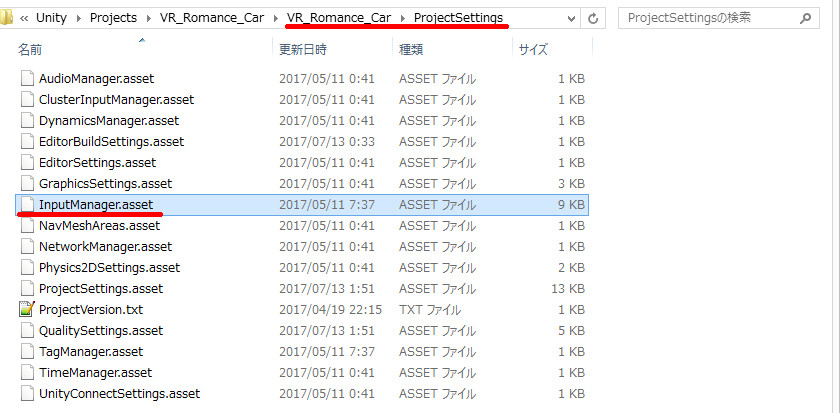 « Unity › Projects › VR_Romance_Car › VR_Romance_Car › ProjectSettings ProjectSettingsの検索
名前 更新日時 種類 サイズ
AudioManager.asset 2017/05/11 0:41 ASSET ファイル 1 KB
ClusterInputManager.asset 2017/05/11 0:41 ASSET ファイル 1 KB
DynamicsManager.asset 2017/05/11 0:41 ASSET ファイル 1 KB
EditorBuildSettings.asset 2017/07/13 0:33 ASSET ファイル 1 KB
EditorSettings.asset 2017/05/11 0:41 ASSET ファイル 1 KB
GraphicsSettings.asset 2017/05/11 0:41 ASSET ファイル 3 KB
InputManager.asset 2017/05/11 7:37 ASSET ファイル 9 KB
NavMeshAreas.asset 2017/05/11 0:41 ASSET ファイル 1 KB
NetworkManager.asset 2017/05/11 0:41 ASSET ファイル 1 KB
Physics2DSettings.asset 2017/05/11 0:41 ASSET ファイル 2 KB
ProjectSettings.asset 2017/07/13 1:51 ASSET ファイル 13 KB
ProjectVersion.txt 2017/04/19 22:15 TXT ファイル 1 KB
QualitySettings.asset 2017/07/13 1:51 ASSET ファイル 5 KB
TagManager.asset 2017/05/11 7:37 ASSET ファイル 1 KB
TimeManager.asset 2017/05/11 0:41 ASSET ファイル 1 KB
UnityConnectSettings.asset 2017/05/11 0:41 ASSET ファイル 1 KB